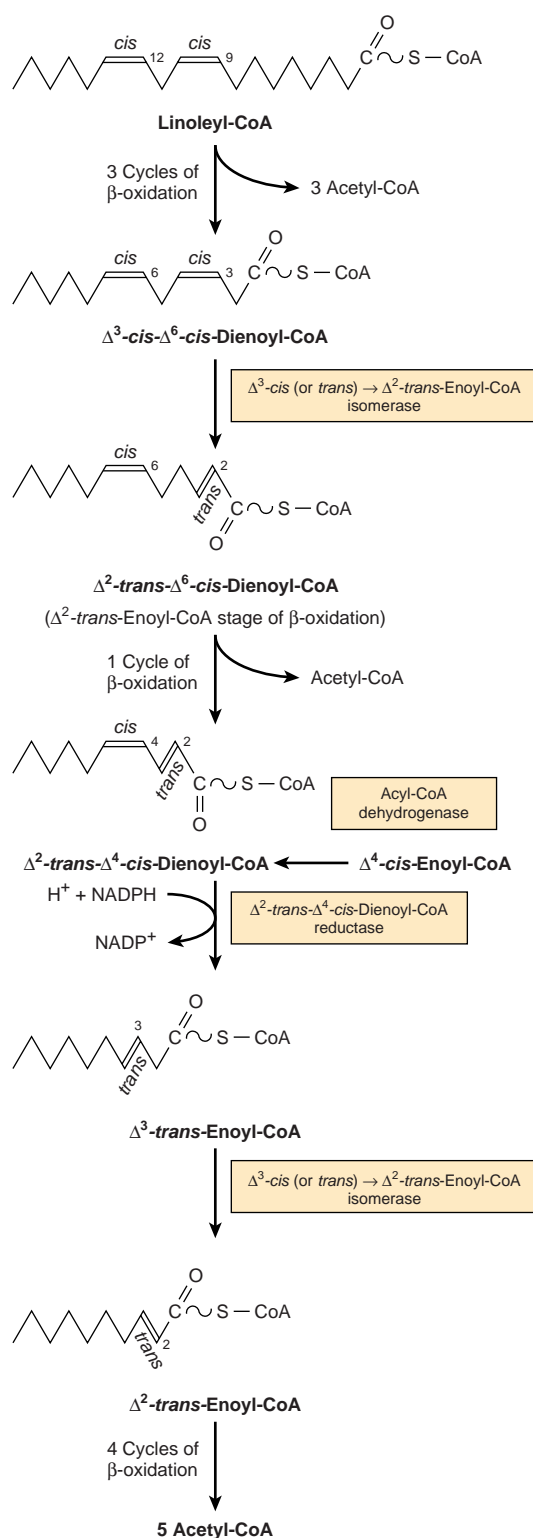 O
cis cis
12 9 C S — CoA
Linoleyl-CoA
3 Cycles of
β-oxidation
3 Acetyl-CoA
O
cis cis
6 3 C S — CoA
Δ3-cis-Δ6-cis-Dienoyl-CoA
Δ3-cis (or trans) → Δ2-trans-Enoyl-CoA
isomerase
cis
6 2
trans
C S — CoA
O
Δ2-trans-Δ6-cis-Dienoyl-CoA
(Δ2-trans-Enoyl-CoA stage of β-oxidation)
1 Cycle of
β-oxidation
Acetyl-CoA
cis
4 2
trans
C S — CoA
O
Acyl-CoA
dehydrogenase
Δ2-trans-Δ4-cis-Dienoyl-CoA Δ4-cis-Enoyl-CoA
H+ + NADPH
Δ2-trans-Δ4-cis-Dienoyl-CoA
reductase
NADP+
O
3 C S — CoA
trans
Δ3-trans-Enoyl-CoA
Δ3-cis (or trans) → Δ2-trans-Enoyl-CoA
isomerase
O
C S — CoA
trans 2
Δ2-trans-Enoyl-CoA
4 Cycles of
β-oxidation
5 Acetyl-CoA